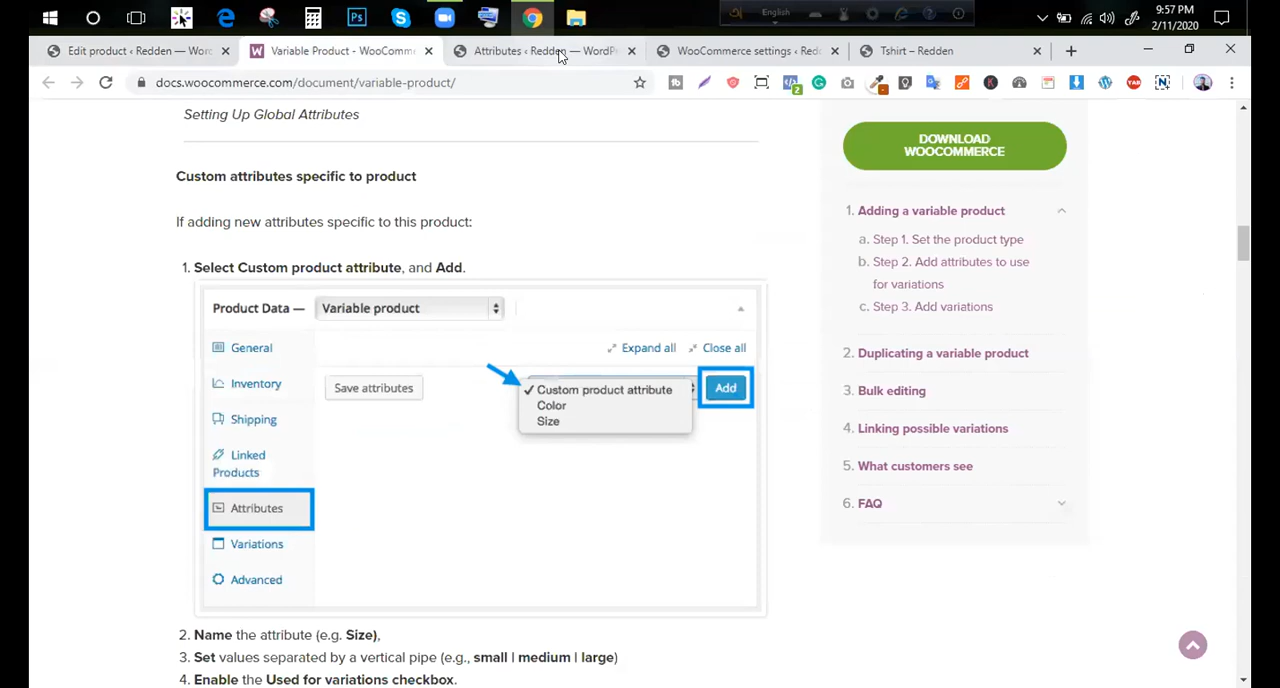 English
9:57 PM
2/11/2020
Edit product ‹ Redden — Wor
Variable Product - WooComme
Attributes ‹ Redden — WordP
WooCommerce settings ‹ Redd
Tshirt – Redden
docs.woocommerce.com/document/variable-product/
Setting Up Global Attributes
Custom attributes specific to product
If adding new attributes specific to this product:
1. Select Custom product attribute, and Add.
Product Data —
Variable product
General
Expand all
Close all
Inventory
Save attributes
Custom product attribute
Add
Color
Size
Shipping
Linked
Products
Attributes
Variations
Advanced
2. Name the attribute (e.g. Size),
3. Set values separated by a vertical pipe (e.g., small | medium | large)
4. Enable the Used for variations checkbox.
DOWNLOAD
WOOCOMMERCE
1. Adding a variable product
a. Step 1. Set the product type
b. Step 2. Add attributes to use
for variations
c. Step 3. Add variations
2. Duplicating a variable product
3. Bulk editing
4. Linking possible variations
5. What customers see
6. FAQ